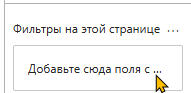 Фильтры на этой странице ...
Добавьте сюда поля с ...